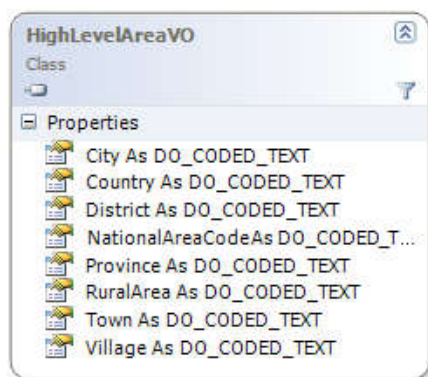 HighLevelAreaVO
Class
Properties
City As DO_CODED_TEXT
Country As DO_CODED_TEXT
District As DO_CODED_TEXT
NationalAreaCodeAs DO_CODED_T...
Province As DO_CODED_TEXT
RuralArea As DO_CODED_TEXT
Town As DO_CODED_TEXT
Village As DO_CODED_TEXT